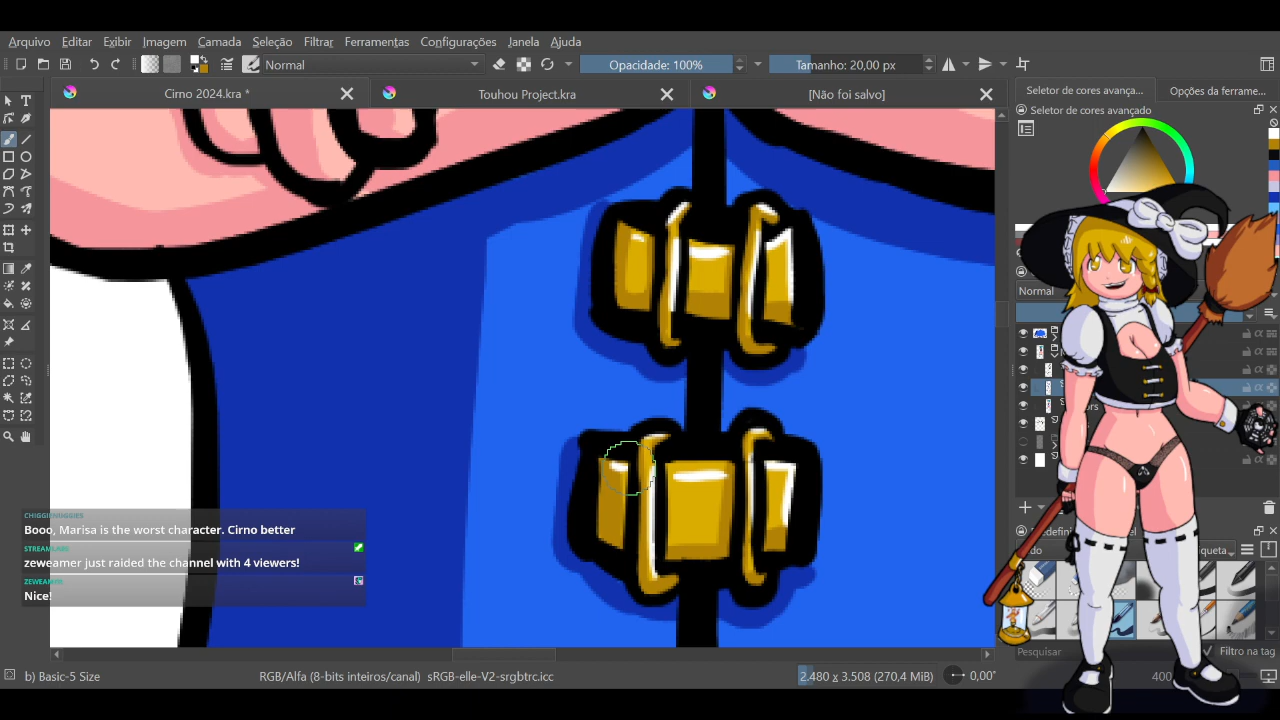 Arquivo Editar Exibir Imagem Camada Seleção Filtrar Ferramentas Configurações Janela Ajuda
Normal Opacidade: 100% Tamanho: 20,00 px
Cirno 2024.kra * Touhou Project.kra [Não foi salvo]
Seletor de cores avança... Opções da ferrame...
Seletor de cores avançado
Normal
CHIGGIENUGGIES
Booo, Marisa is the worst character. Cirno better
zeweamer just raided the channel with 4 viewers!
ZEWEAMER
Nice!
Pesquisar Filtro na tag
b) Basic-5 Size RGB/Alfa (8-bits inteiros/canal) sRGB-elle-V2-srgbtrc.icc 2.480 x 3.508 (270,4 MiB) 0,00°